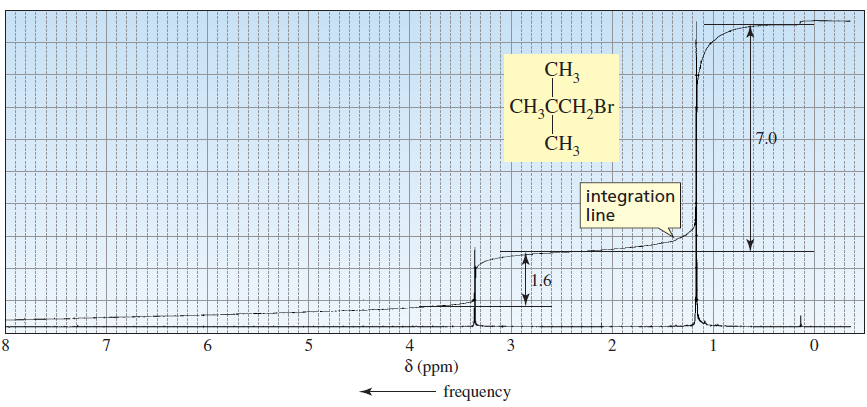 CH₃
CH₃CCH₂Br
CH₃
7.0
integration
line
1.6
8 7 6 5 4 3 2 1 0
δ (ppm)
frequency